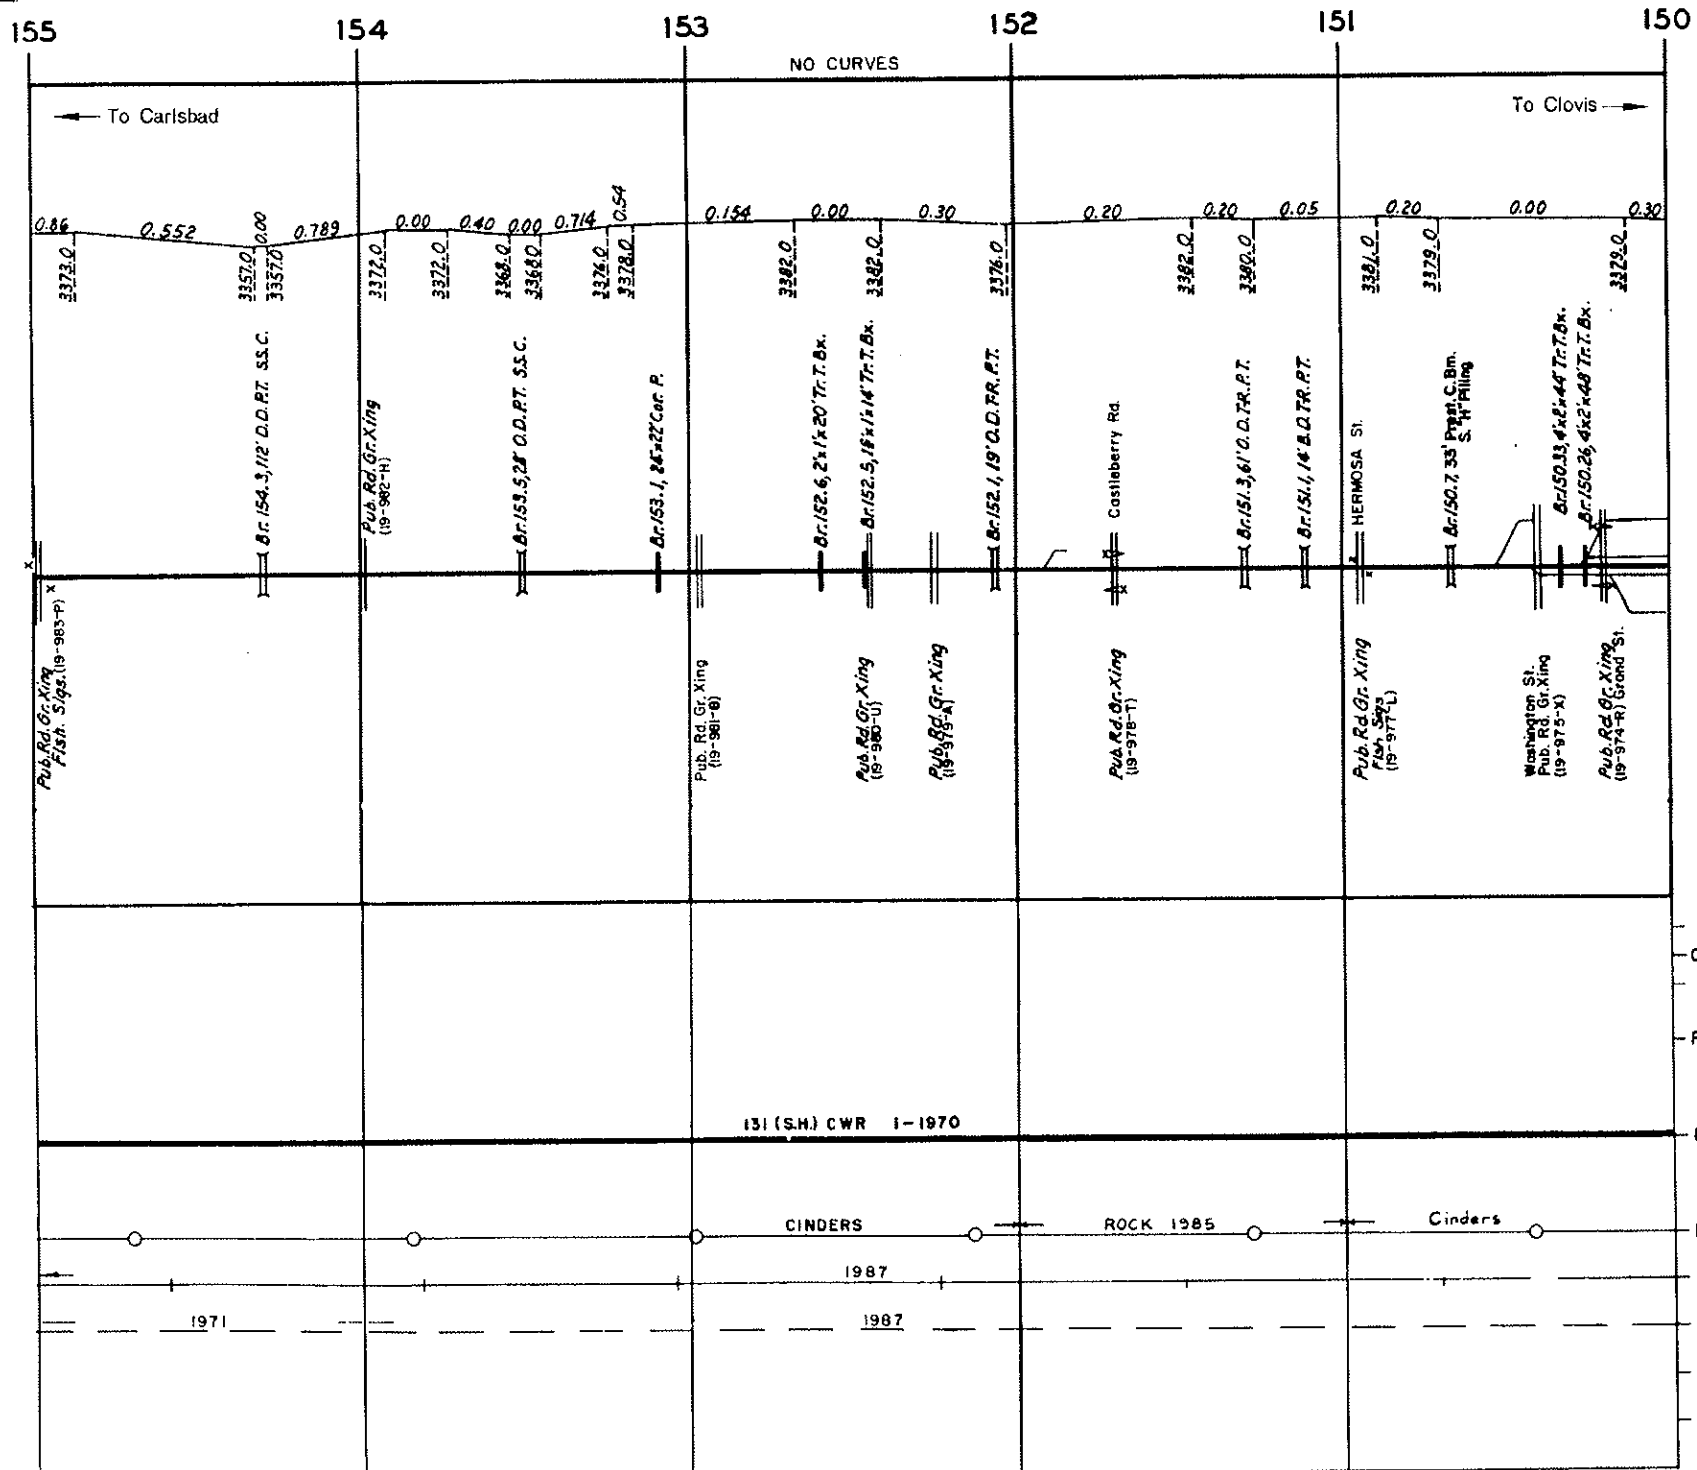 155 154 153 152 151 150
NO CURVES
To Carlsbad
To Clovis
0.86 0.552 0.00 0.789 0.00 0.40 0.00 0.714 0.54 0.154 0.00 0.30 0.20 0.20 0.05 0.20 0.00 0.30
3373.0 3357.0 3357.0 3372.0 3372.0 3368.0 3368.0 3376.0 3378.0 3382.0 3382.0 3376.0 3382.0 3380.0 3381.0 3379.0 3379.0
Br. 154.3, 112' O.D.P.T. S.S.C.
Pub. Rd. Gr. Xing
(19-982-H)
Br. 153.5, 28' O.D.P.T. S.S.C.
Br. 153.1, 24"x22' Cor. P.
Br. 152.6, 2'x1'x20' Tr. T. Bx.
Br. 152.5, 18"x1'x14' Tr. T. Bx.
Br. 152.1, 19' O.D.T-R.P.T.
Castleberry Rd.
Br. 151.3, 61' O.D.T-R.P.T.
Br. 151.1, 14' B.D.T-R.P.T.
HERMOSA St.
Br. 150.7, 33' Prest. C. Bm.
S. "H" Piling
Br. 150.33, 4'x2'x44' Tr. T. Bx.
Br. 150.26, 4'x2'x48' Tr. T. Bx.
Pub. Rd. Gr. Xing
Flsh. Sigs. (19-983-P)
Pub. Rd. Gr. Xing
(19-981-B)
Pub. Rd. Gr. Xing
(19-980-U)
Pub. Rd. Gr. Xing
(19-979-A)
Pub. Rd. Gr. Xing
(19-978-T)
Pub. Rd. Gr. Xing
Flsh Sigs
(19-977-L)
Washington St.
Pub. Rd. Gr. Xing
(19-975-X)
Pub. Rd. Gr. Xing
(19-974-R) Grand St.
131 (S.H.) CWR 1-1970
CINDERS
ROCK 1985
Cinders
1987
1971
1987